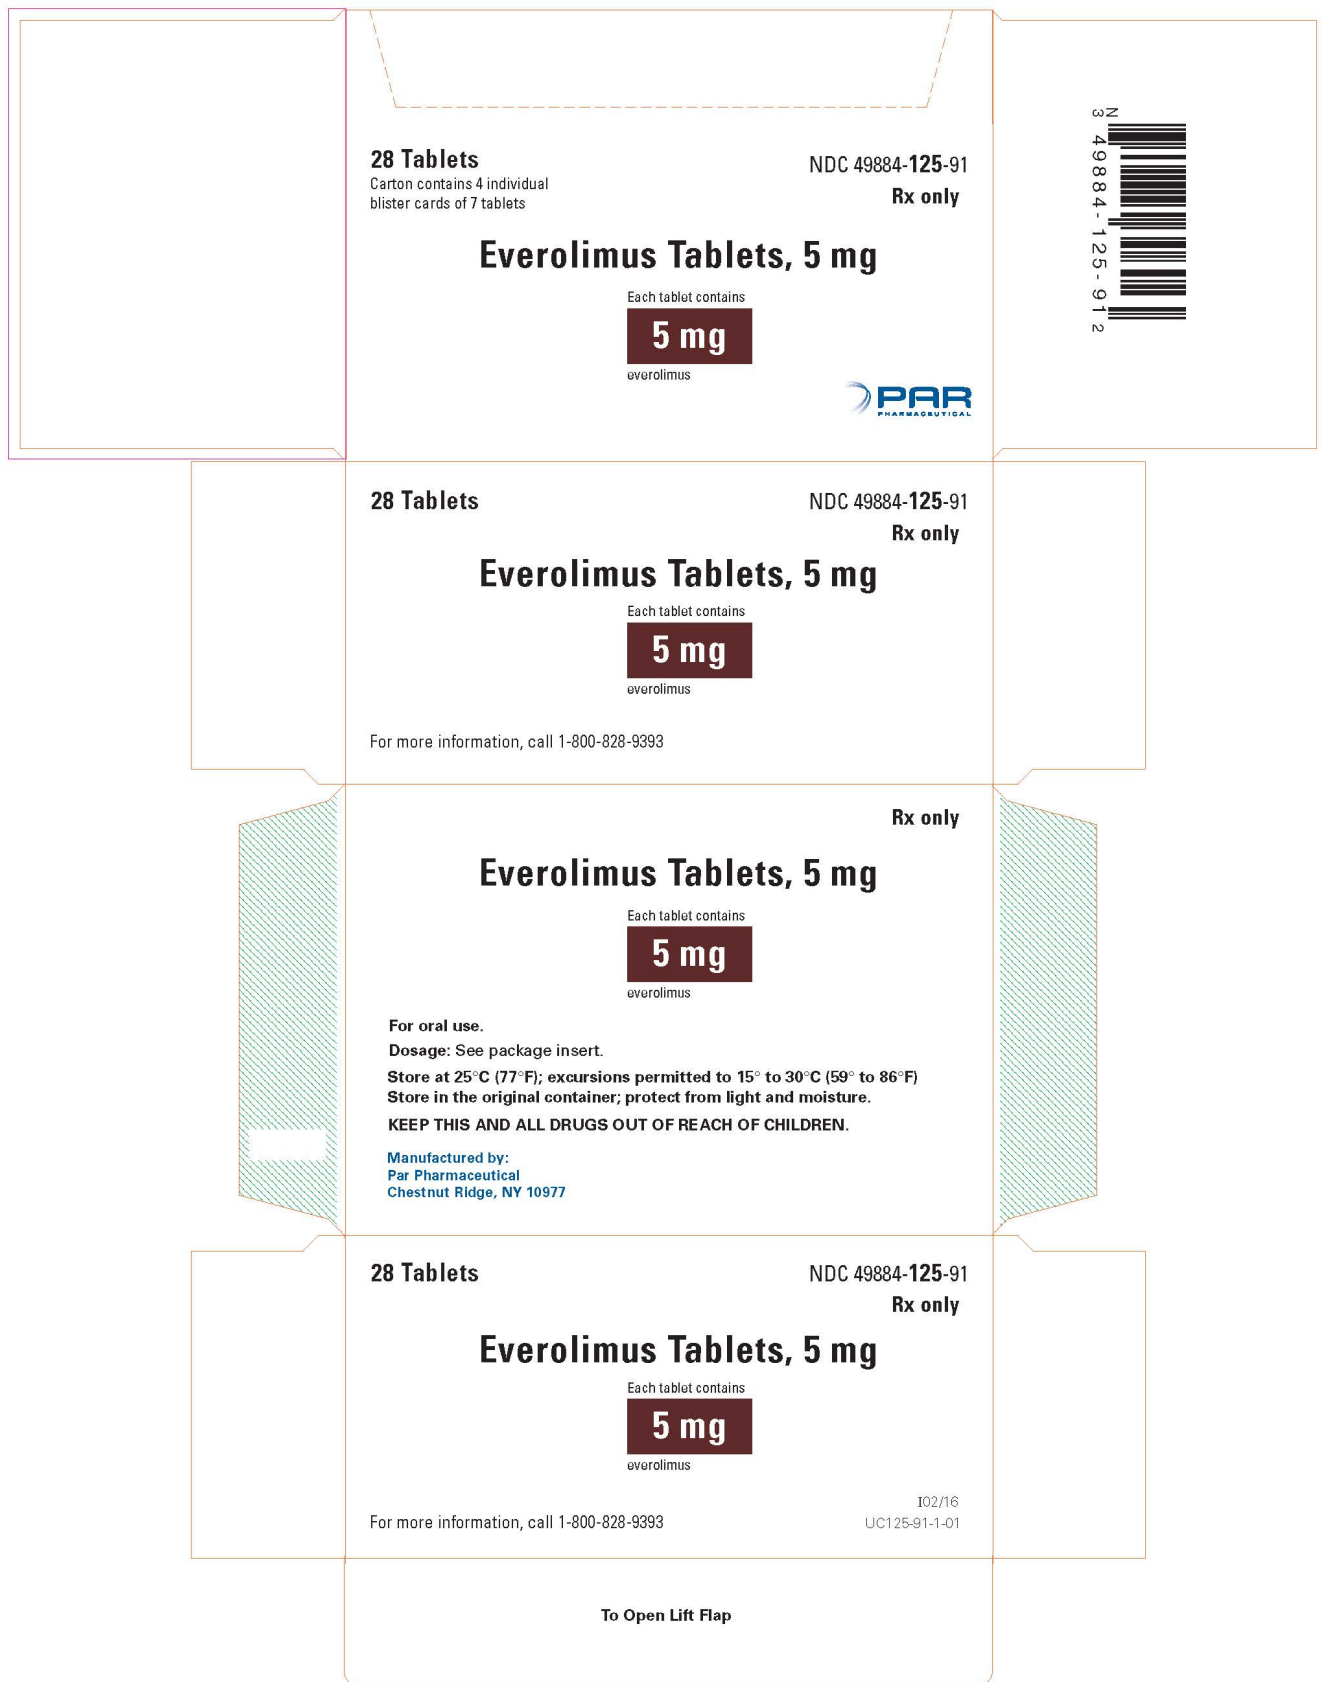 28 Tablets
Carton contains 4 individual
blister cards of 7 tablets
NDC 49884-125-91
Rx only
Everolimus Tablets, 5 mg
Each tablet contains
5 mg
everolimus
PAR
PHARMACEUTICAL
N
3 49884-125-91 2
28 Tablets
NDC 49884-125-91
Rx only
Everolimus Tablets, 5 mg
Each tablet contains
5 mg
everolimus
For more information, call 1-800-828-9393
Rx only
Everolimus Tablets, 5 mg
Each tablet contains
5 mg
everolimus
For oral use.
Dosage: See package insert.
Store at 25°C (77°F); excursions permitted to 15° to 30°C (59° to 86°F)
Store in the original container; protect from light and moisture.
KEEP THIS AND ALL DRUGS OUT OF REACH OF CHILDREN.
Manufactured by:
Par Pharmaceutical
Chestnut Ridge, NY 10977
28 Tablets
NDC 49884-125-91
Rx only
Everolimus Tablets, 5 mg
Each tablet contains
5 mg
everolimus
For more information, call 1-800-828-9393
I02/16
UC125-91-1-01
To Open Lift Flap